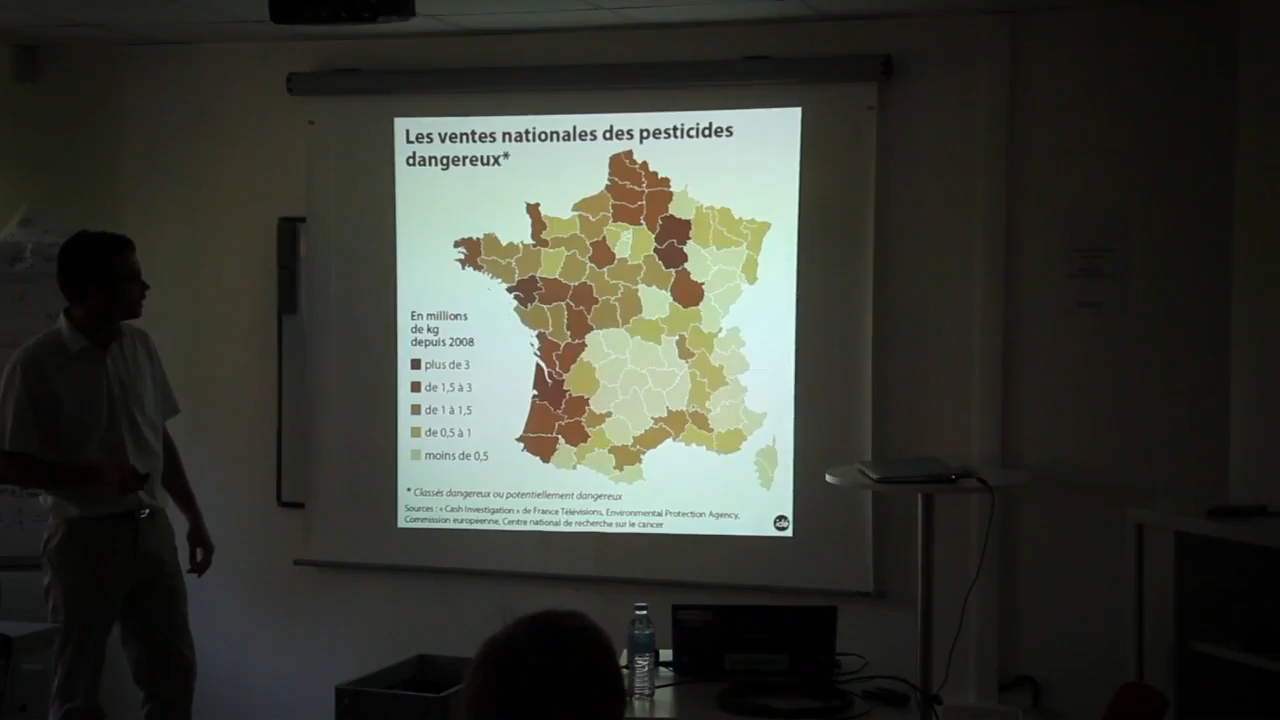 Les ventes nationales des pesticides
dangereux*
En millions
de kg
depuis 2008
plus de 3
de 1,5 à 3
de 1 à 1,5
de 0,5 à 1
moins de 0,5
* Classés dangereux ou potentiellement dangereux
Sources : « Cash Investigation » de France Télévisions, Environmental Protection Agency,
Commission européenne, Centre national de recherche sur le cancer
idé